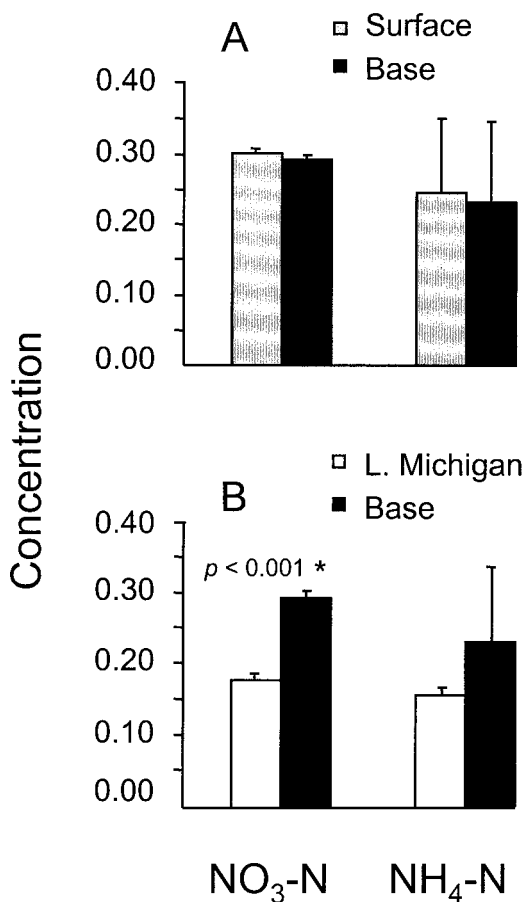 A
Surface
Base
0.40
0.30
0.20
0.10
0.00
Concentration
B
L. Michigan
Base
0.40
p < 0.001 *
0.30
0.20
0.10
0.00
NO₃-N NH₄-N